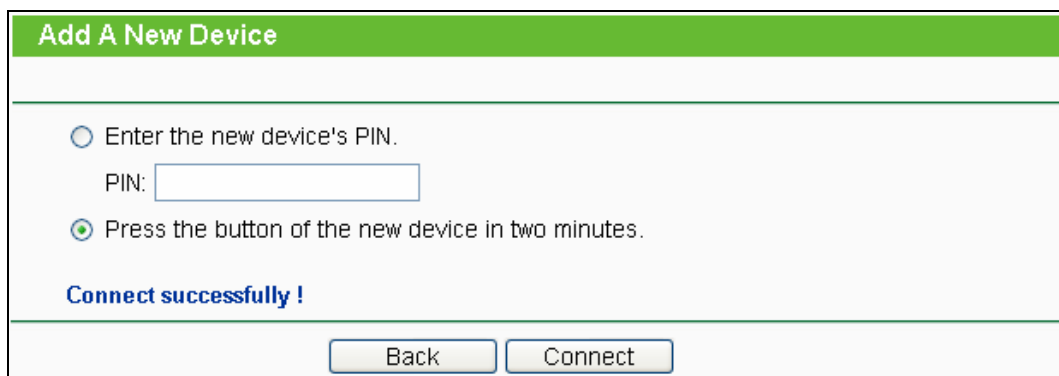 Add A New Device
Enter the new device's PIN.
PIN:
Press the button of the new device in two minutes.
Connect successfully !
Back Connect